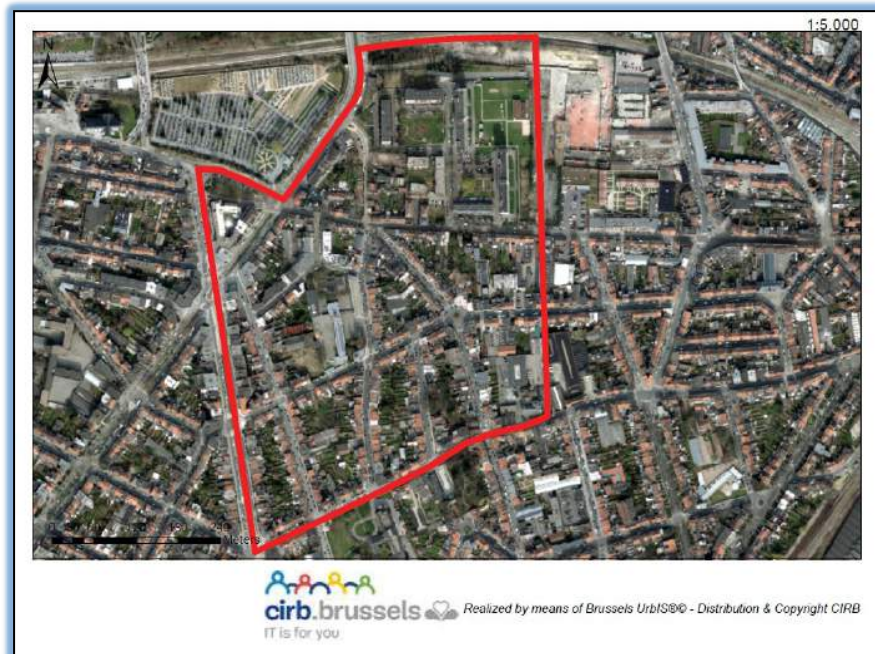 1:5.000
N
Meters
cirb.brussels
IT is for you
Realized by means of Brussels UrbIS®© - Distribution & Copyright CIRB